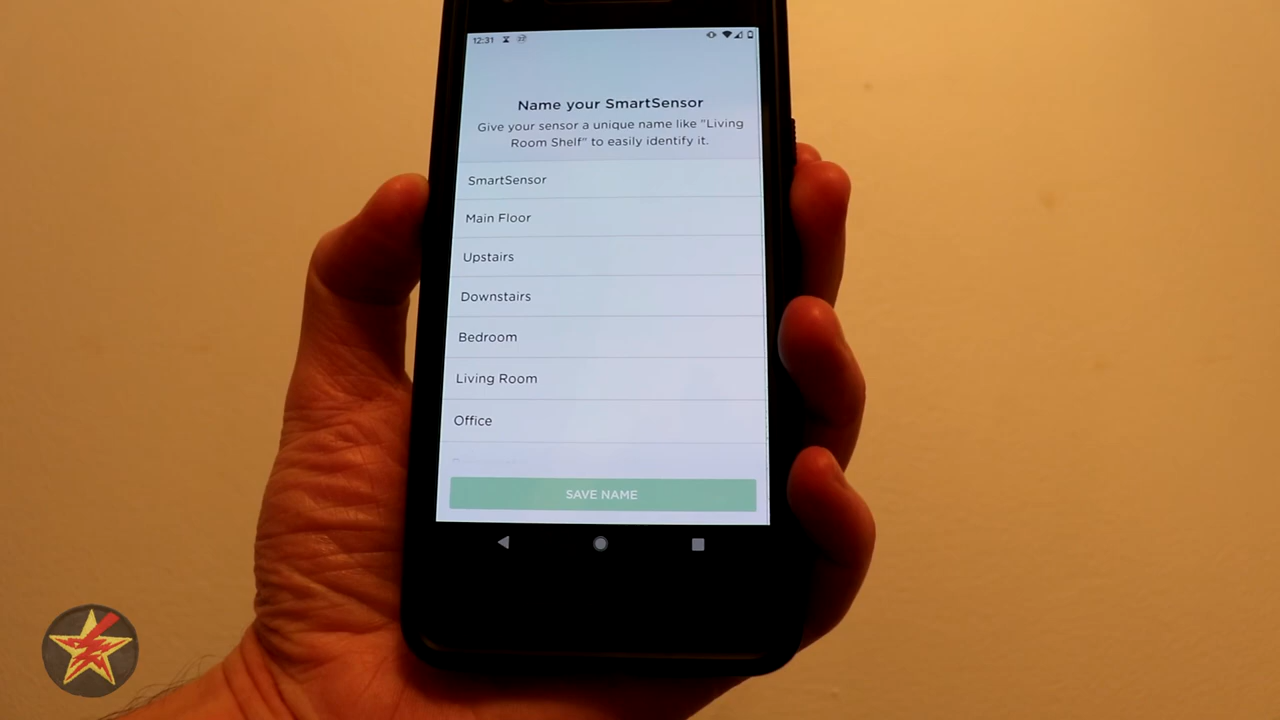 12:31
Name your SmartSensor
Give your sensor a unique name like "Living
Room Shelf" to easily identify it.
SmartSensor
Main Floor
Upstairs
Downstairs
Bedroom
Living Room
Office
SAVE NAME